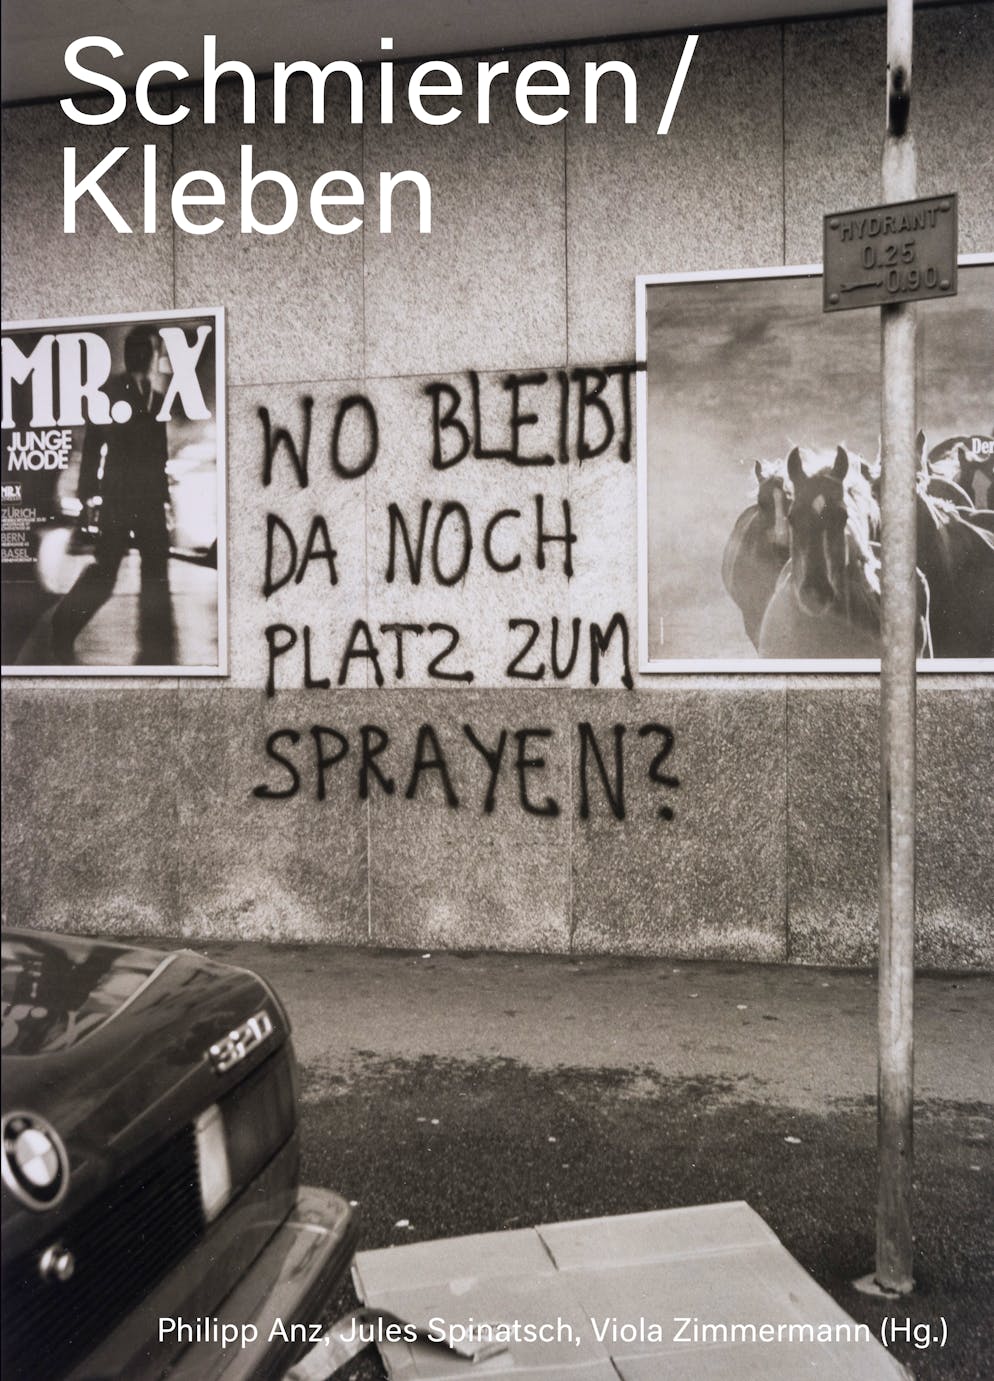 Schmieren/
Kleben
HYDRANT
0.25
0.90
MR. X
JUNGE
MODE
MR.X
ZÜRICH
BERN
BASEL
Der
WO BLEIBT
DA NOCH
PLATZ ZUM
SPRAYEN?
320
Philipp Anz, Jules Spinatsch, Viola Zimmermann (Hg.)